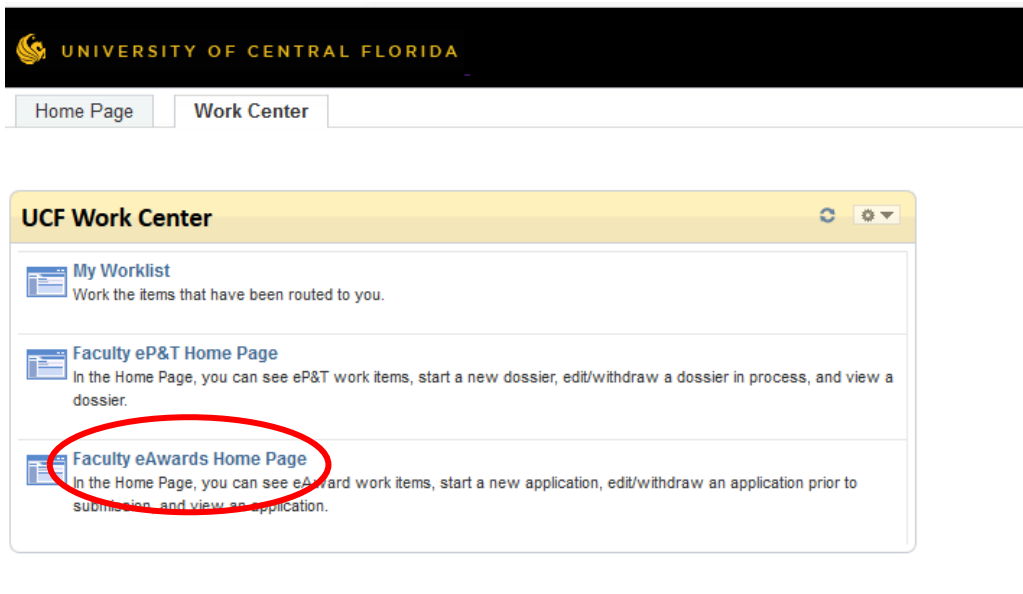 UNIVERSITY OF CENTRAL FLORIDA
Home Page
Work Center
UCF Work Center
My Worklist
Work the items that have been routed to you.
Faculty eP&T Home Page
In the Home Page, you can see eP&T work items, start a new dossier, edit/withdraw a dossier in process, and view a
dossier.
Faculty eAwards Home Page
In the Home Page, you can see eAward work items, start a new application, edit/withdraw an application prior to
submission, and view an application.